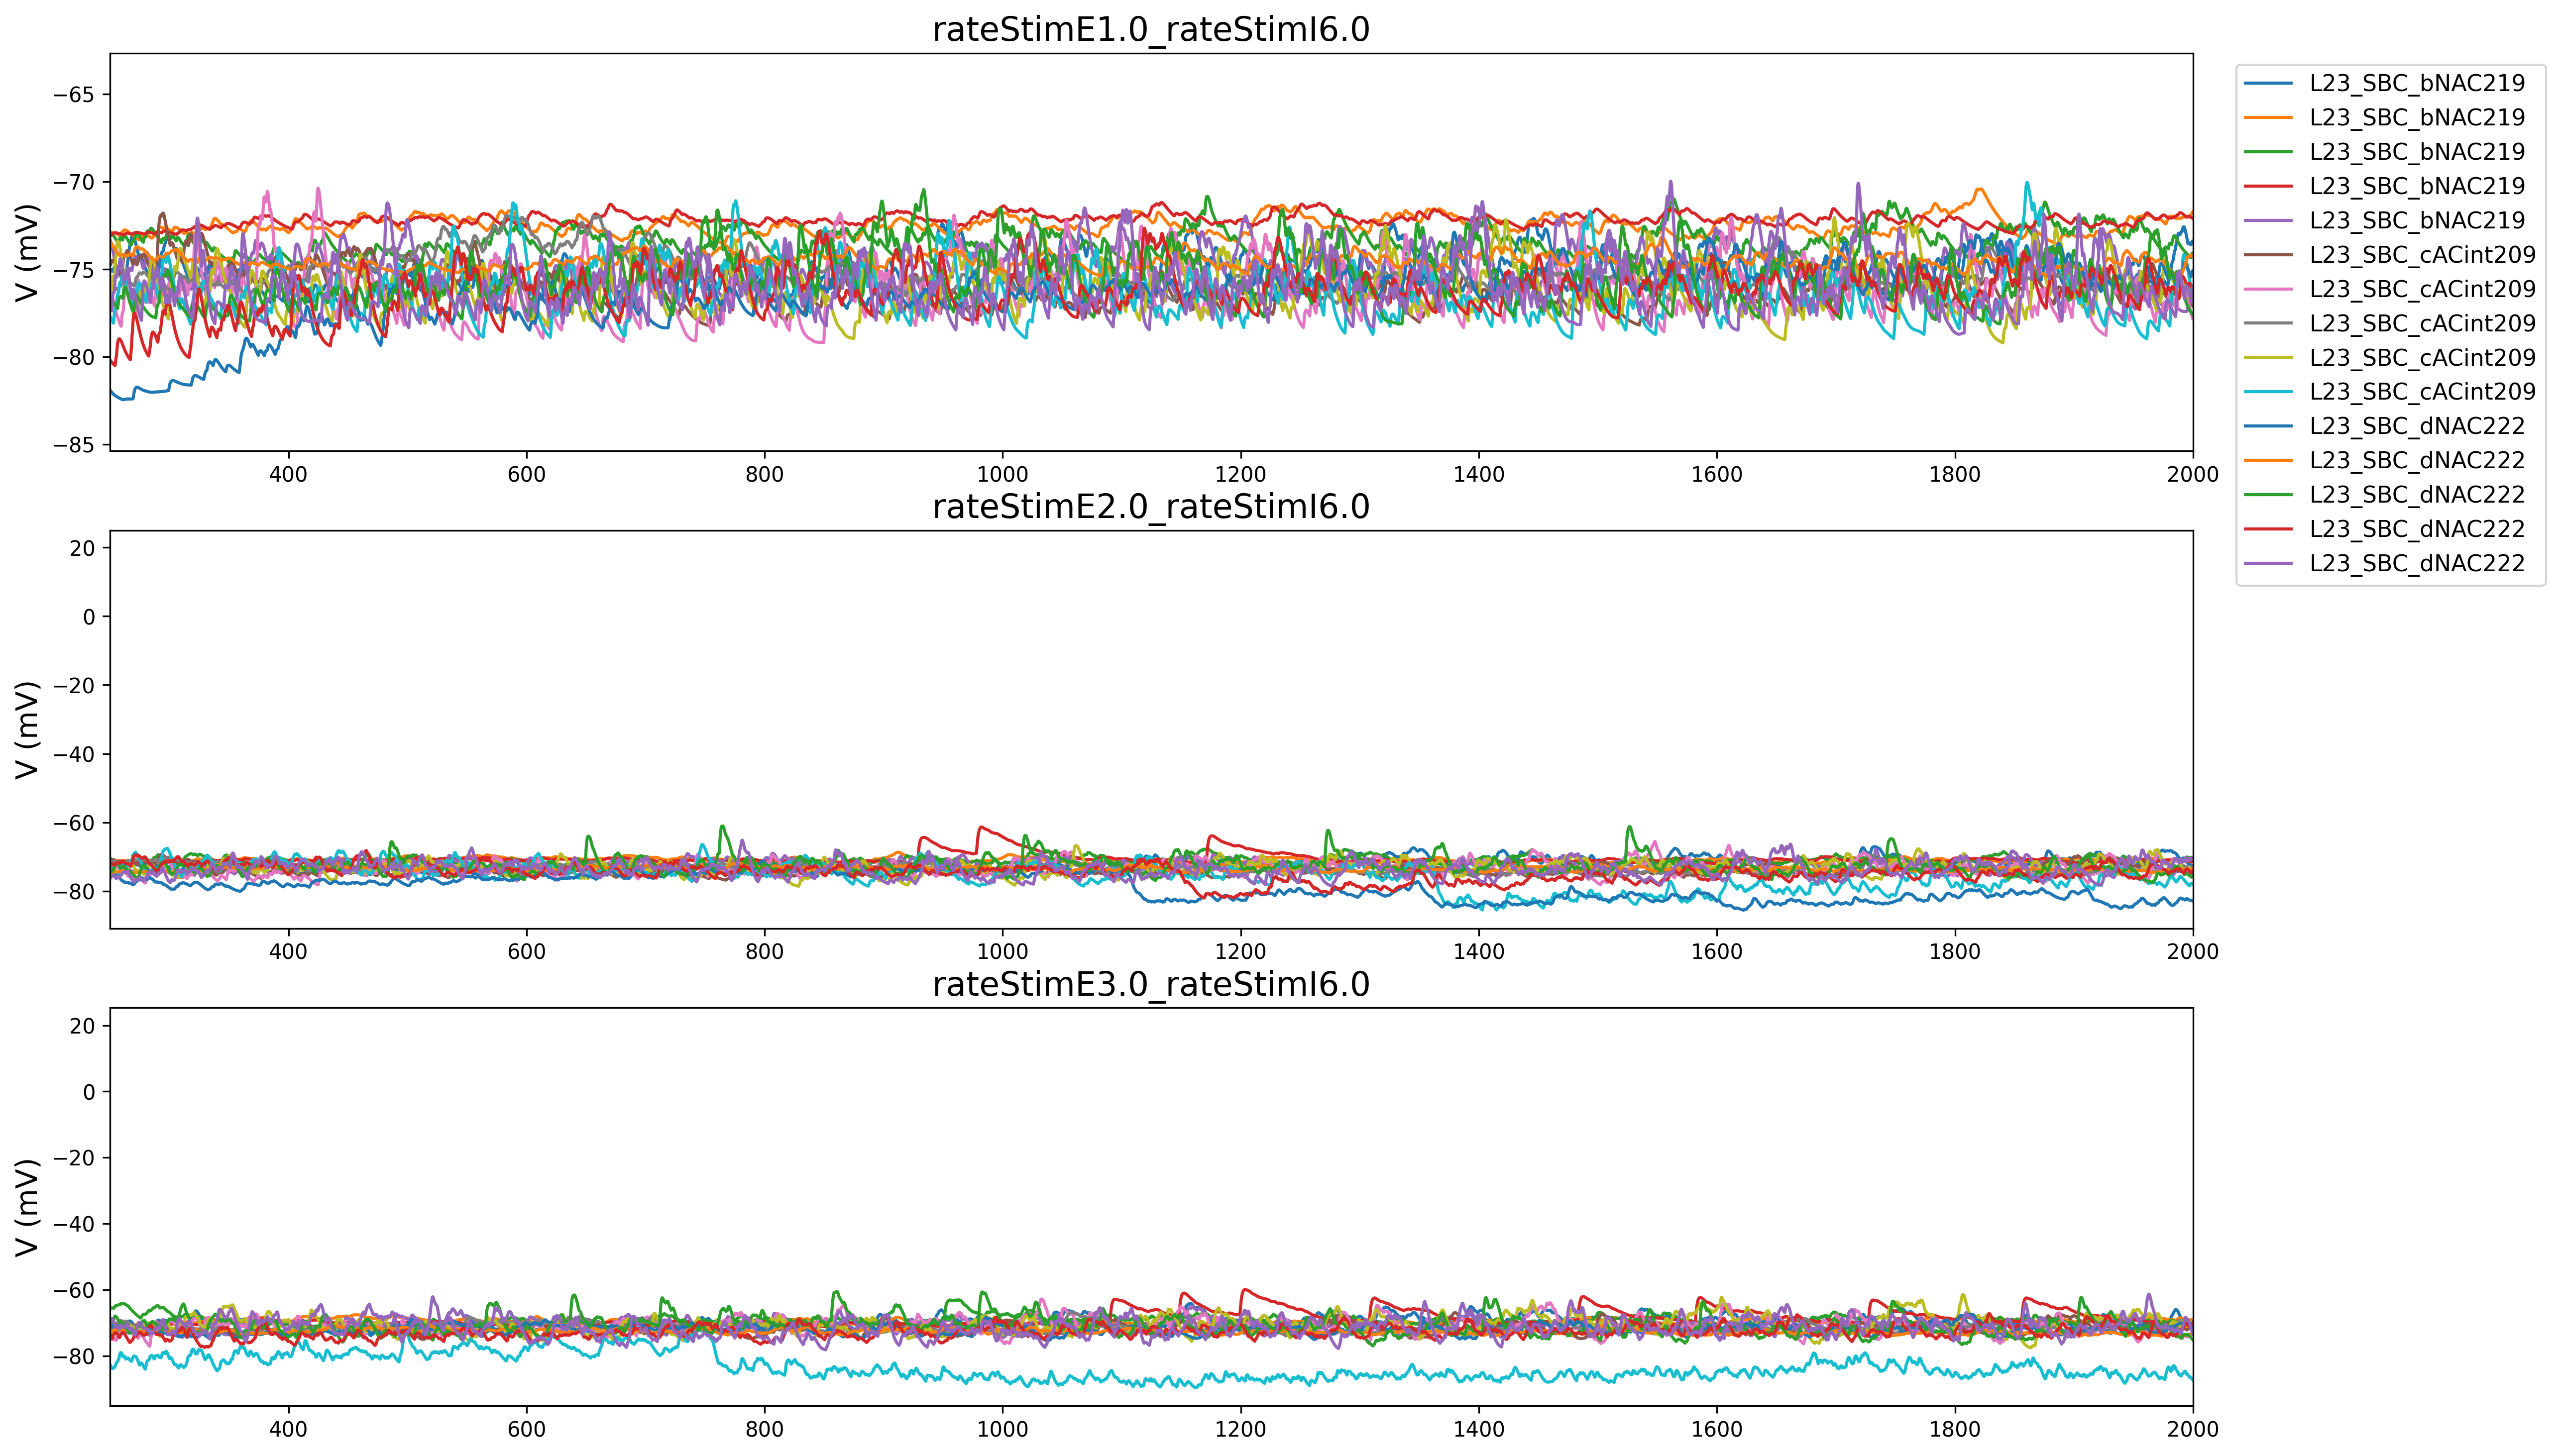 rateStimE1.0_rateStimI6.0
V (mV)
−65
−70
−75
−80
−85
400 600 800 1000 1200 1400 1600 1800 2000
L23_SBC_bNAC219
L23_SBC_bNAC219
L23_SBC_bNAC219
L23_SBC_bNAC219
L23_SBC_bNAC219
L23_SBC_cACint209
L23_SBC_cACint209
L23_SBC_cACint209
L23_SBC_cACint209
L23_SBC_cACint209
L23_SBC_dNAC222
L23_SBC_dNAC222
L23_SBC_dNAC222
L23_SBC_dNAC222
L23_SBC_dNAC222
rateStimE2.0_rateStimI6.0
V (mV)
20
0
−20
−40
−60
−80
400 600 800 1000 1200 1400 1600 1800 2000
rateStimE3.0_rateStimI6.0
V (mV)
20
0
−20
−40
−60
−80
400 600 800 1000 1200 1400 1600 1800 2000